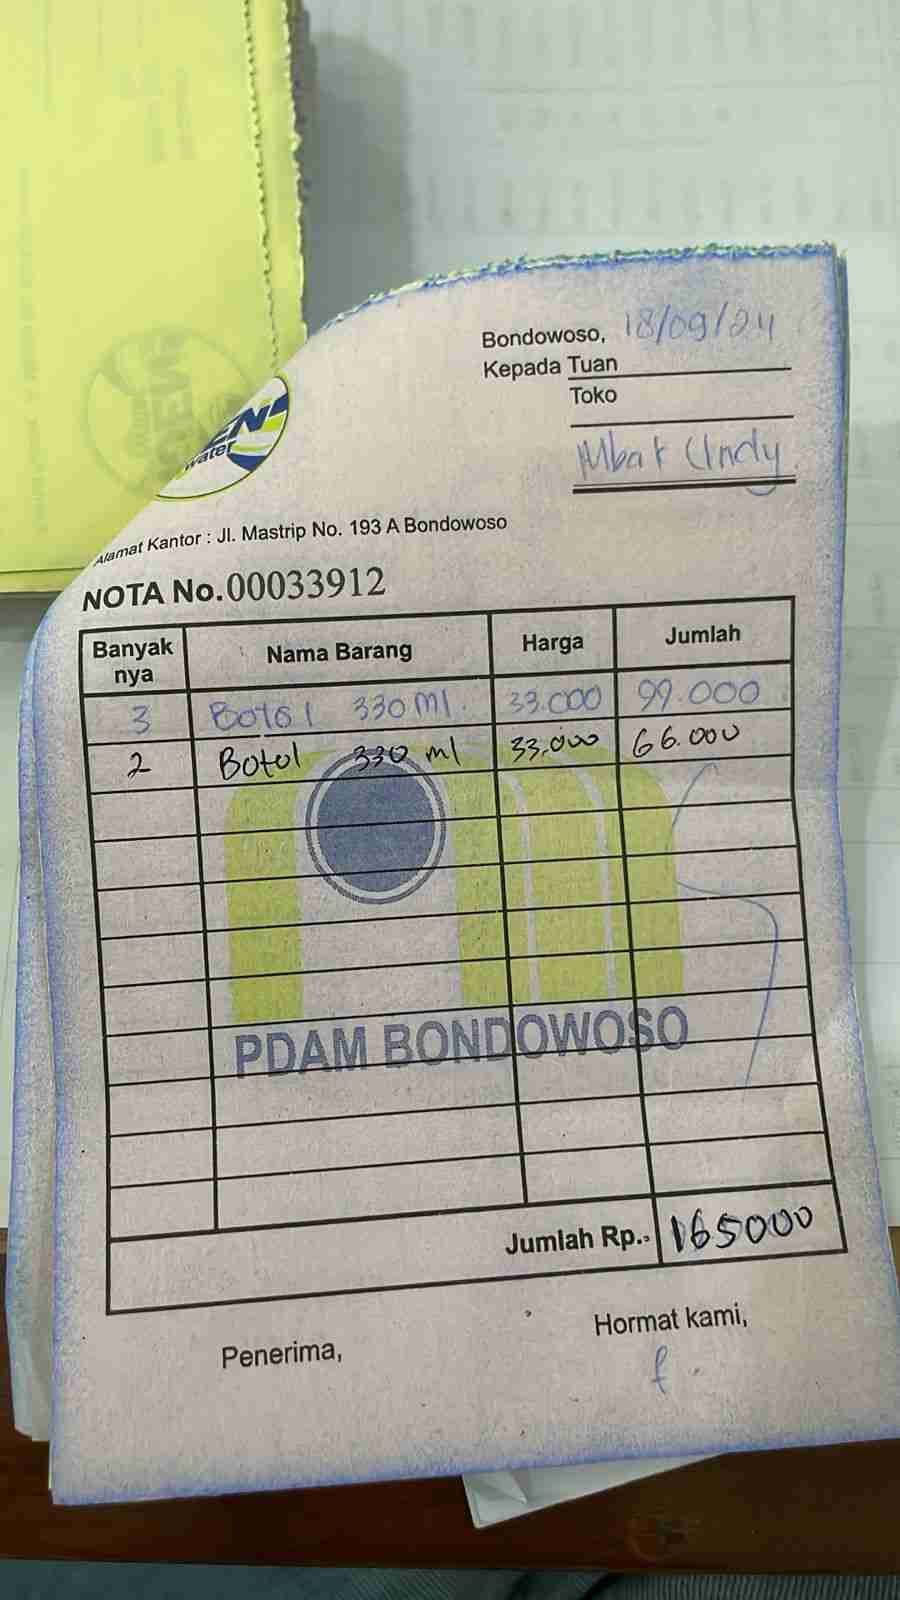 Bondowoso, 18/09/24
Kepada Tuan
Toko
Mbak Cindy
water
Alamat Kantor : Jl. Mastrip No. 193 A Bondowoso
NOTA No.00033912
Banyak nya Nama Barang Harga Jumlah
3 Botol 330 ml. 33.000 99.000
2 Botol 330 ml 33.000 66.000
PDAM BONDOWOSO
Jumlah Rp.. 165000
Penerima, Hormat kami,